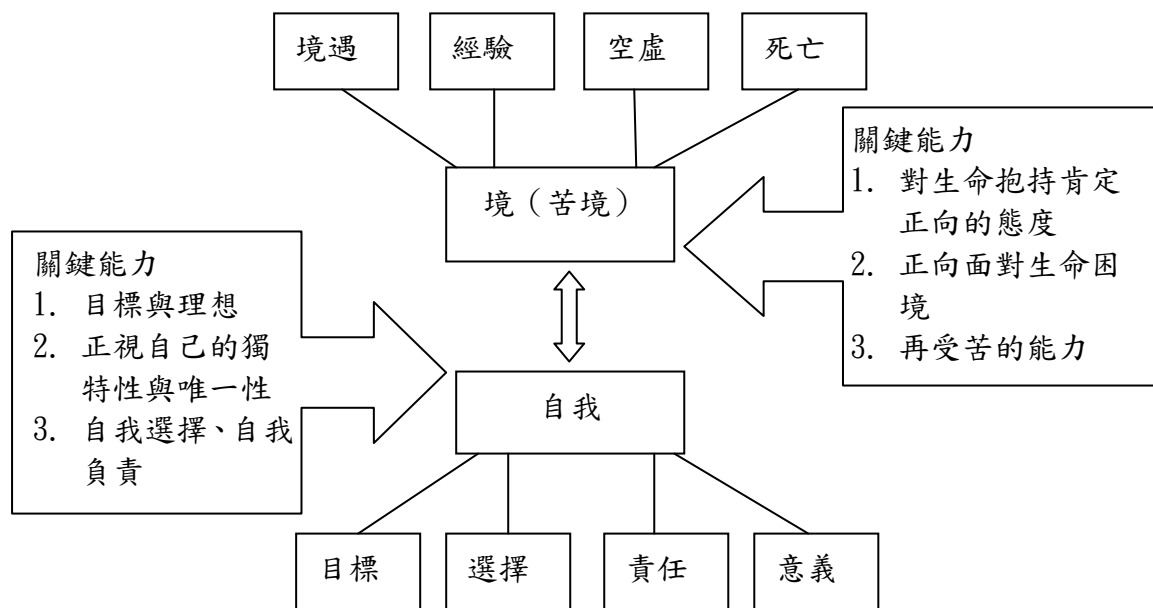 境遇
經驗
空虛
死亡
境（苦境）
關鍵能力
1. 對生命抱持肯定
正向的態度
2. 正向面對生命困
境
3. 再受苦的能力
關鍵能力
1. 目標與理想
2. 正視自己的獨
特性與唯一性
3. 自我選擇、自我
負責
自我
目標
選擇
責任
意義